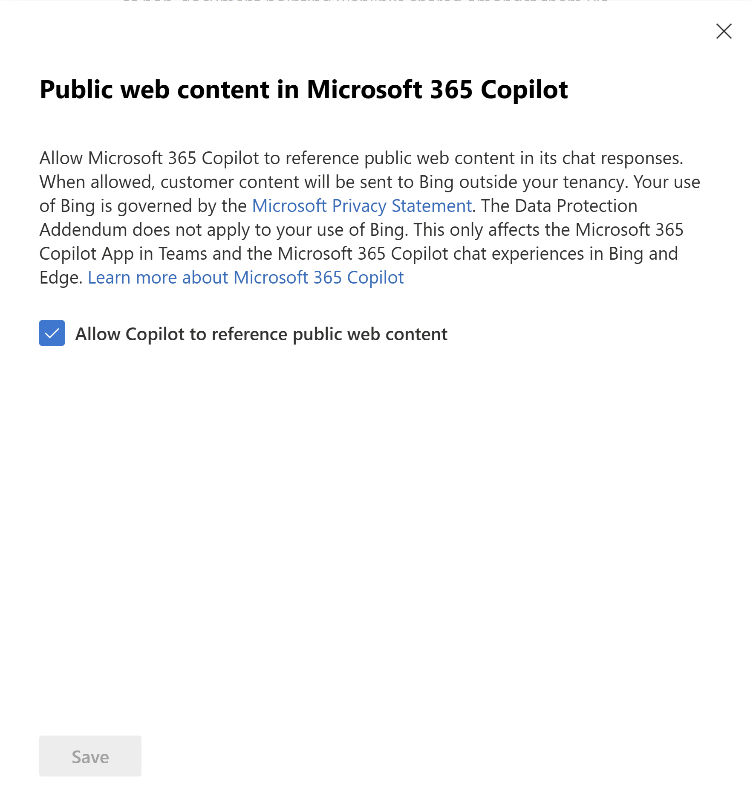 Public web content in Microsoft 365 Copilot
Allow Microsoft 365 Copilot to reference public web content in its chat responses.
When allowed, customer content will be sent to Bing outside your tenancy. Your use
of Bing is governed by the Microsoft Privacy Statement. The Data Protection
Addendum does not apply to your use of Bing. This only affects the Microsoft 365
Copilot App in Teams and the Microsoft 365 Copilot chat experiences in Bing and
Edge. Learn more about Microsoft 365 Copilot
Allow Copilot to reference public web content
Save